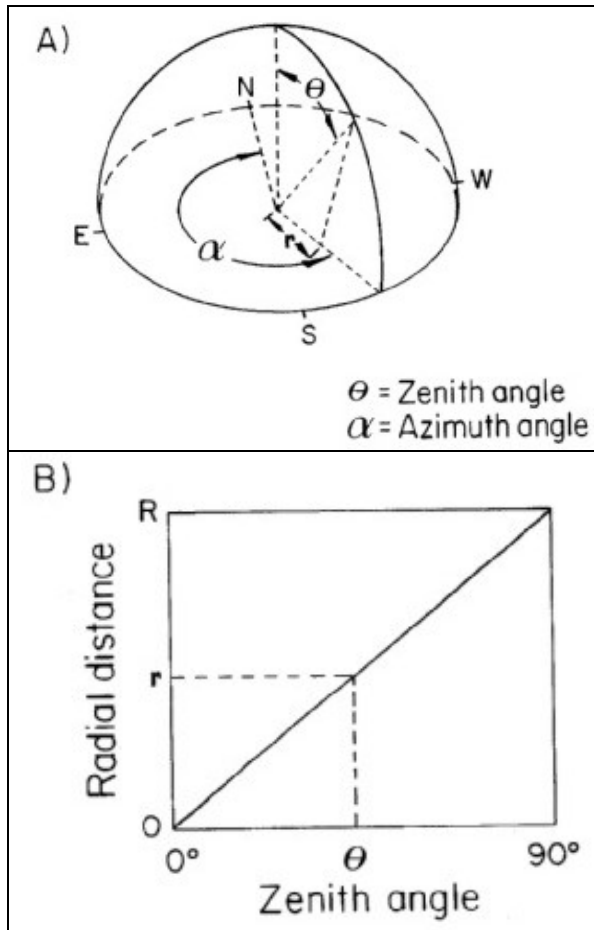 A)
N
θ
W
E
r
α
S
θ = Zenith angle
α = Azimuth angle
B)
R
Radial distance
r
O
0°
θ
90°
Zenith angle